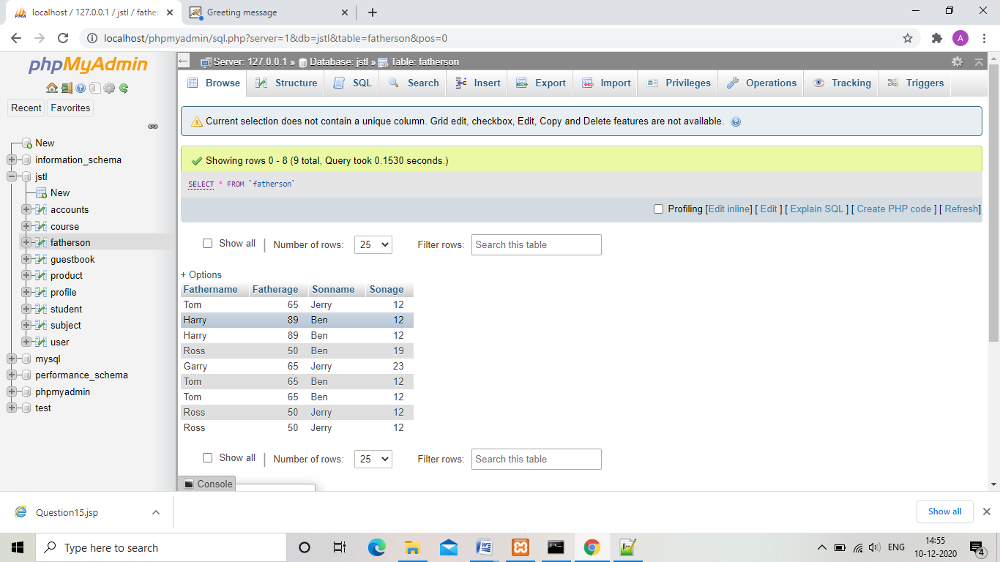 localhost / 127.0.0.1 / jstl / father
Greeting message
localhost/phpmyadmin/sql.php?server=1&db=jstl&table=fatherson&pos=0
A
phpMyAdmin
Recent
Favorites
New
information_schema
jstl
New
accounts
course
fatherson
guestbook
product
profile
student
subject
user
mysql
performance_schema
phpmyadmin
test
Server: 127.0.0.1 » Database: jstl » Table: fatherson
Browse Structure SQL Search Insert Export Import Privileges Operations Tracking Triggers
Current selection does not contain a unique column. Grid edit, checkbox, Edit, Copy and Delete features are not available.
Showing rows 0 - 8 (9 total, Query took 0.1530 seconds.)
SELECT * FROM `fatherson`
Profiling [Edit inline] [ Edit ] [ Explain SQL ] [ Create PHP code ] [ Refresh]
Show all | Number of rows: 25 Filter rows: Search this table
+ Options
Fathername Fatherage Sonname Sonage
Tom 65 Jerry 12
Harry 89 Ben 12
Harry 89 Ben 12
Ross 50 Ben 19
Garry 65 Jerry 23
Tom 65 Ben 12
Tom 65 Ben 12
Ross 50 Jerry 12
Ross 50 Jerry 12
Show all | Number of rows: 25 Filter rows: Search this table
Console
Question15.jsp
Show all
Type here to search
ENG
14:55
10-12-2020
4